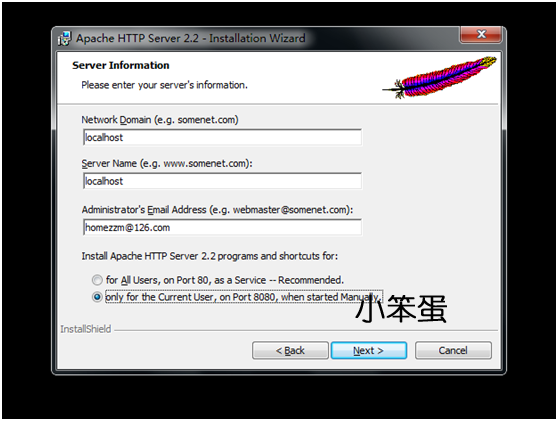 Apache HTTP Server 2.2 - Installation Wizard
Server Information
Please enter your server's information.
Network Domain (e.g. somenet.com)
localhost
Server Name (e.g. www.somenet.com):
localhost
Administrator's Email Address (e.g. webmaster@somenet.com):
homezzm@126.com
Install Apache HTTP Server 2.2 programs and shortcuts for:
for All Users, on Port 80, as a Service -- Recommended.
only for the Current User, on Port 8080, when started Manually.
小笨蛋
InstallShield
< Back
Next >
Cancel